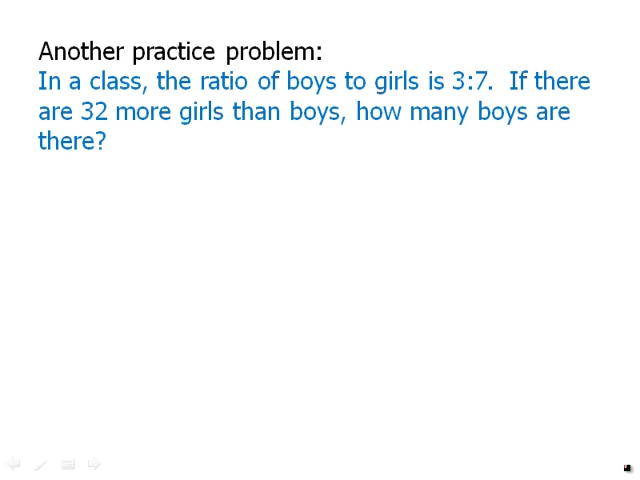 Another practice problem:
In a class, the ratio of boys to girls is 3:7.  If there
are 32 more girls than boys, how many boys are
there?